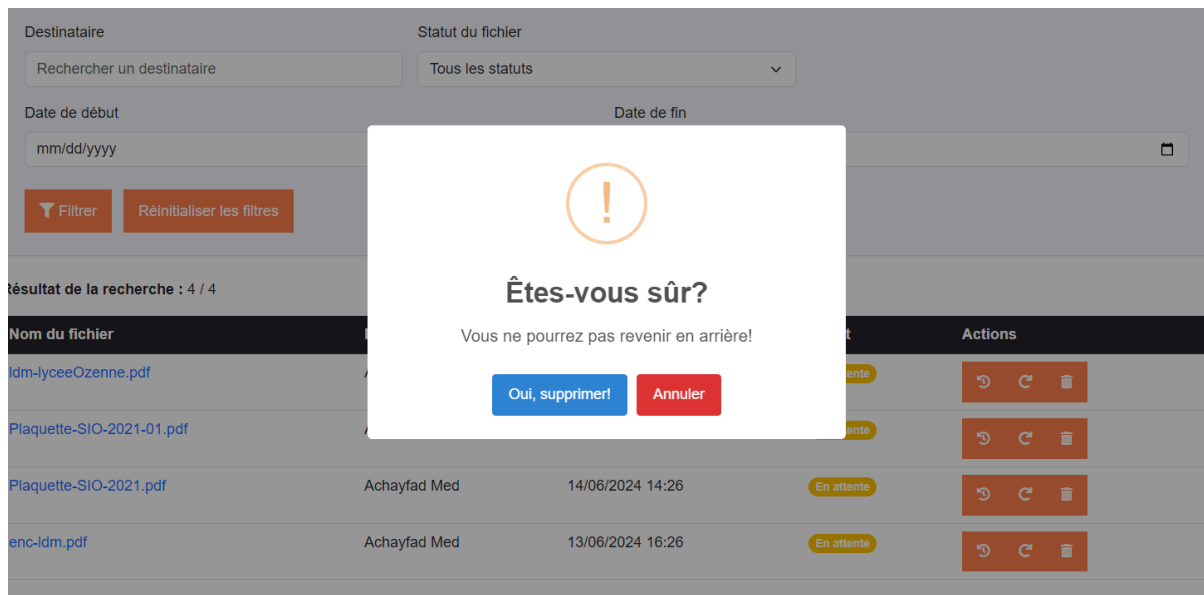 Destinataire Statut du fichier
Rechercher un destinataire Tous les statuts
Date de début Date de fin
mm/dd/yyyy
Filtrer Réinitialiser les filtres
Êtes-vous sûr?
Vous ne pourrez pas revenir en arrière!
Oui, supprimer! Annuler
Résultat de la recherche : 4 / 4
Nom du fichier Actions
ldm-lyceeOzenne.pdf
Plaquette-SIO-2021-01.pdf
Plaquette-SIO-2021.pdf Achayfad Med 14/06/2024 14:26 En attente
enc-ldm.pdf Achayfad Med 13/06/2024 16:26 En attente